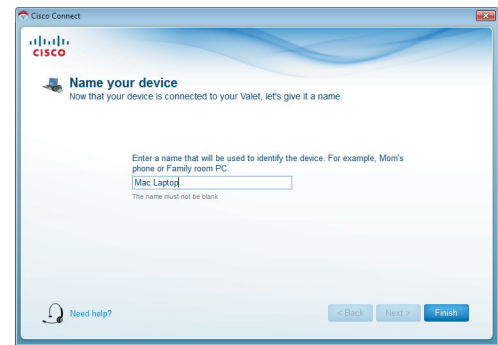 Cisco Connect
CISCO
Name your device
Now that your device is connected to your Valet, let's give it a name.
Enter a name that will be used to identify the device. For example, Mom's
phone or Family room PC.
Mac Laptop
The name must not be blank
Need help?
< Back
Next >
Finish